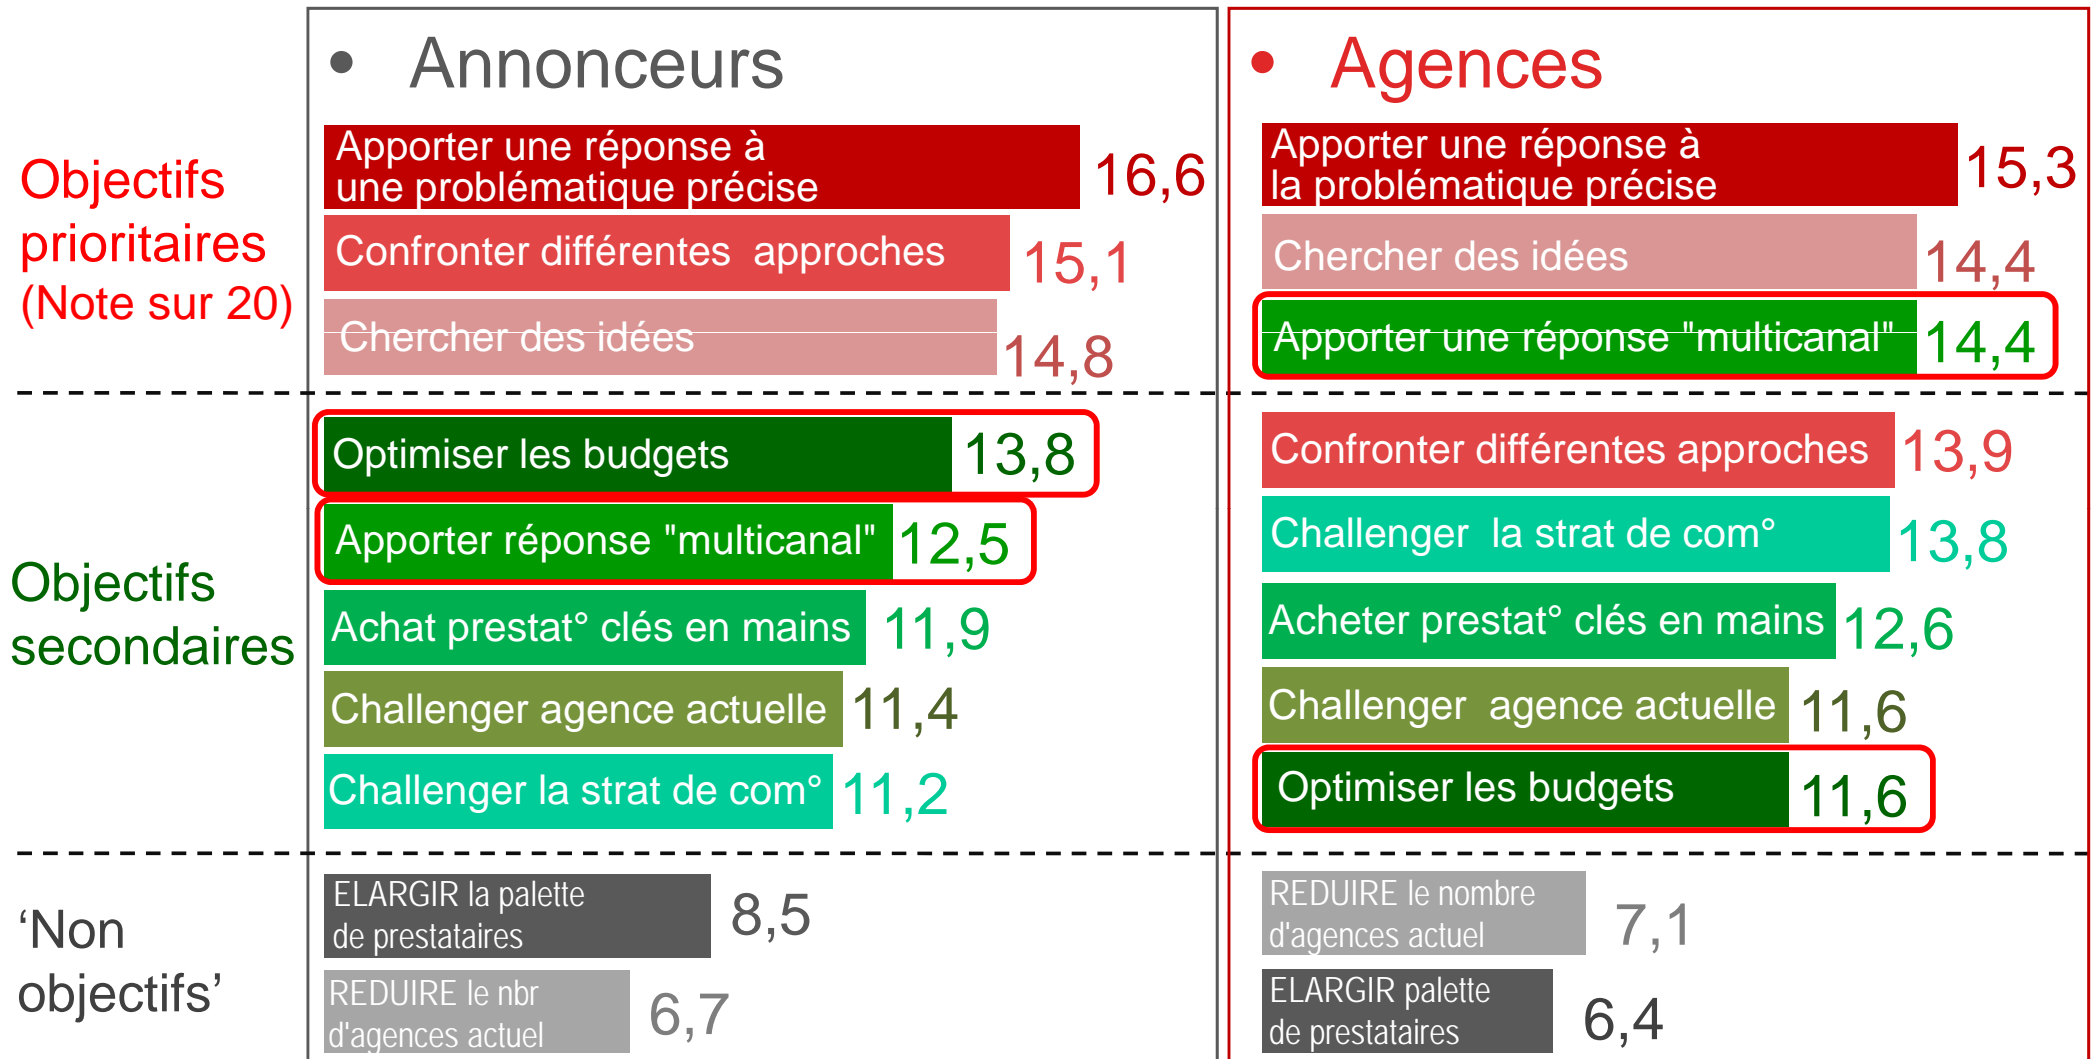 • Annonceurs
• Agences
Objectifs
prioritaires
(Note sur 20)
Apporter une réponse à
une problématique précise
16,6
Confronter différentes approches
15,1
Chercher des idées
14,8
Apporter une réponse à
la problématique précise
15,3
Chercher des idées
14,4
Apporter une réponse "multicanal"
14,4
Objectifs
secondaires
Optimiser les budgets
13,8
Apporter réponse "multicanal"
12,5
Achat prestat° clés en mains
11,9
Challenger agence actuelle
11,4
Challenger la strat de com°
11,2
Confronter différentes approches
13,9
Challenger la strat de com°
13,8
Acheter prestat° clés en mains
12,6
Challenger agence actuelle
11,6
Optimiser les budgets
11,6
‘Non
objectifs’
ELARGIR la palette
de prestataires
8,5
REDUIRE le nbr
d'agences actuel
6,7
REDUIRE le nombre
d'agences actuel
7,1
ELARGIR palette
de prestataires
6,4